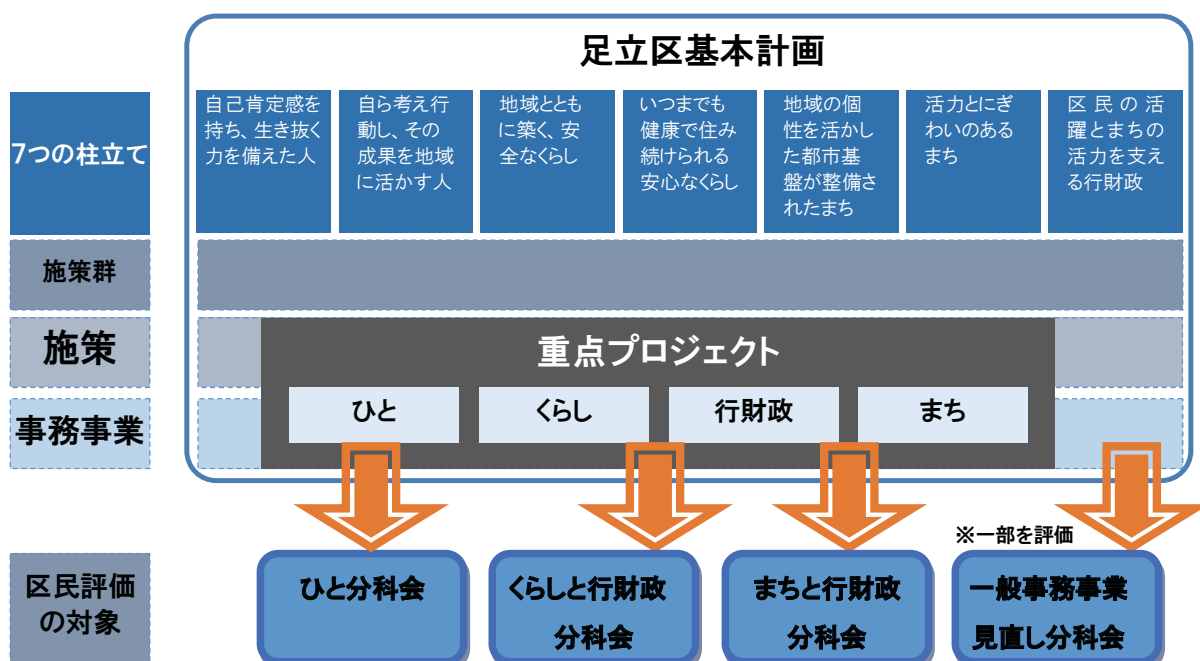 足立区基本計画
7つの柱立て
自己肯定感を
持ち、生き抜く
力を備えた人
自ら考え行
動し、その
成果を地域
に活かす人
地域ととも
に築く、安
全なくらし
いつまでも
健康で住み
続けられる
安心なくらし
地域の個
性を活かし
た都市基
盤が整備さ
れたまち
活力とにぎ
わいのある
まち
区民の活
躍とまちの
活力を支え
る行財政
施策群
施策
重点プロジェクト
事務事業
ひと
くらし
行財政
まち
※一部を評価
区民評価
の対象
ひと分科会
くらしと行財政
分科会
まちと行財政
分科会
一般事務事業
見直し分科会